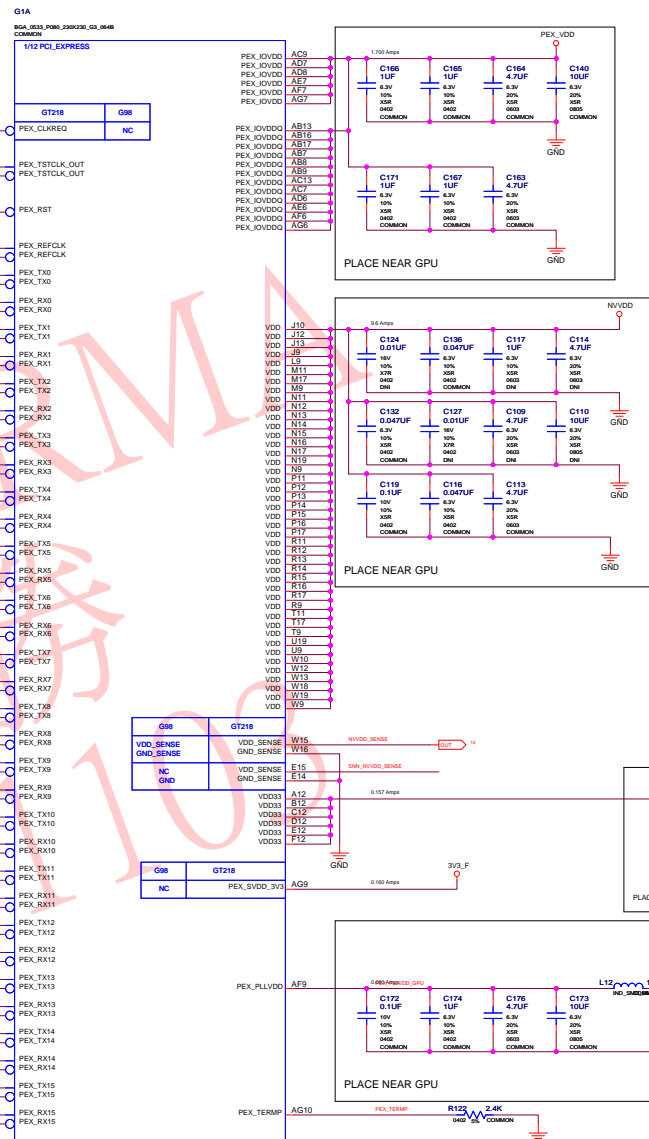 G1A
BGA_0533_P080_230X230_G3_064B
COMMON
1/12 PCI_EXPRESS
GT218 G98
PEX_CLKREQ NC
PEX_TSTCLK_OUT
PEX_TSTCLK_OUT
PEX_RST
PEX_REFCLK
PEX_REFCLK
PEX_TX0
PEX_TX0
PEX_RX0
PEX_RX0
PEX_TX1
PEX_TX1
PEX_RX1
PEX_RX1
PEX_TX2
PEX_TX2
PEX_RX2
PEX_RX2
PEX_TX3
PEX_TX3
PEX_RX3
PEX_RX3
PEX_TX4
PEX_TX4
PEX_RX4
PEX_RX4
PEX_TX5
PEX_TX5
PEX_RX5
PEX_RX5
PEX_TX6
PEX_TX6
PEX_RX6
PEX_RX6
PEX_TX7
PEX_TX7
PEX_RX7
PEX_RX7
PEX_TX8
PEX_TX8
PEX_RX8
PEX_RX8
PEX_TX9
PEX_TX9
PEX_RX9
PEX_RX9
PEX_TX10
PEX_TX10
PEX_RX10
PEX_RX10
PEX_TX11
PEX_TX11
PEX_RX11
PEX_RX11
PEX_TX12
PEX_TX12
PEX_RX12
PEX_RX12
PEX_TX13
PEX_TX13
PEX_RX13
PEX_RX13
PEX_TX14
PEX_TX14
PEX_RX14
PEX_RX14
PEX_TX15
PEX_TX15
PEX_RX15
PEX_RX15
PEX_IOVDD AC9
PEX_IOVDD AD7
PEX_IOVDD AD8
PEX_IOVDD AE7
PEX_IOVDD AF7
PEX_IOVDD AG7
PEX_IOVDDQ AB13
PEX_IOVDDQ AB16
PEX_IOVDDQ AB17
PEX_IOVDDQ AB7
PEX_IOVDDQ AB8
PEX_IOVDDQ AB9
PEX_IOVDDQ AC13
PEX_IOVDDQ AC7
PEX_IOVDDQ AD6
PEX_IOVDDQ AE6
PEX_IOVDDQ AF6
PEX_IOVDDQ AG6
VDD J10
VDD J12
VDD J13
VDD J9
VDD L9
VDD M11
VDD M17
VDD M9
VDD N11
VDD N12
VDD N13
VDD N14
VDD N15
VDD N16
VDD N17
VDD N19
VDD N9
VDD P11
VDD P12
VDD P13
VDD P14
VDD P15
VDD P16
VDD P17
VDD R11
VDD R12
VDD R13
VDD R14
VDD R15
VDD R16
VDD R17
VDD R9
VDD T11
VDD T17
VDD T9
VDD U19
VDD U9
VDD W10
VDD W12
VDD W13
VDD W18
VDD W19
VDD W9
G98 GT218
VDD_SENSE VDD_SENSE W15
GND_SENSE GND_SENSE W16
NC VDD_SENSE E15
GND GND_SENSE E14
VDD33 A12
VDD33 B12
VDD33 C12
VDD33 D12
VDD33 E12
VDD33 F12
G98 GT218
NC PEX_SVDD_3V3 AG9
PEX_PLLVDD AF9
PEX_TERMP AG10
PEX_VDD
1.700 Amps
C166 C165 C164 C140
1UF 1UF 4.7UF 10UF
6.3V 6.3V 6.3V 6.3V
10% 10% 20% 20%
X5R X5R X5R X5R
0402 0402 0603 0805
COMMON COMMON COMMON COMMON
GND
C171 C167 C163
1UF 1UF 4.7UF
6.3V 6.3V 6.3V
10% 10% 20%
X5R X5R X5R
0402 0402 0603
COMMON COMMON COMMON
GND
PLACE NEAR GPU
NVVDD
9.6 Amps
C124 C136 C117 C114
0.01UF 0.047UF 1UF 4.7UF
16V 6.3V 6.3V 6.3V
10% 10% 10% 20%
X7R X5R X5R X5R
0402 0402 0603 0603
DNI COMMON DNI DNI
GND
C132 C127 C109 C110
0.047UF 0.01UF 4.7UF 10UF
6.3V 16V 6.3V 6.3V
10% 10% 20% 20%
X5R X7R X5R X5R
0402 0402 0603 0805
COMMON DNI COMMON DNI
GND
C119 C116 C113
0.1UF 0.047UF 4.7UF
10V 6.3V 6.3V
10% 10% 20%
X5R X5R X5R
0402 0402 0603
COMMON COMMON COMMON
GND
PLACE NEAR GPU
NVVDD_SENSE OUT
SNN_NVVDD_SENSE
0.157 Amps
GND
3V3_F
0.160 Amps
PLAC
L12
C172 C174 C176 C173
0.1UF 1UF 4.7UF 10UF
10V 6.3V 6.3V 6.3V
10% 10% 20% 20%
X5R X5R X5R X5R
0402 0402 0603 0805
COMMON COMMON COMMON COMMON
PLACE NEAR GPU
PEX_TERMP R122 2.4K
0402 5% COMMON
RMA
務
1103